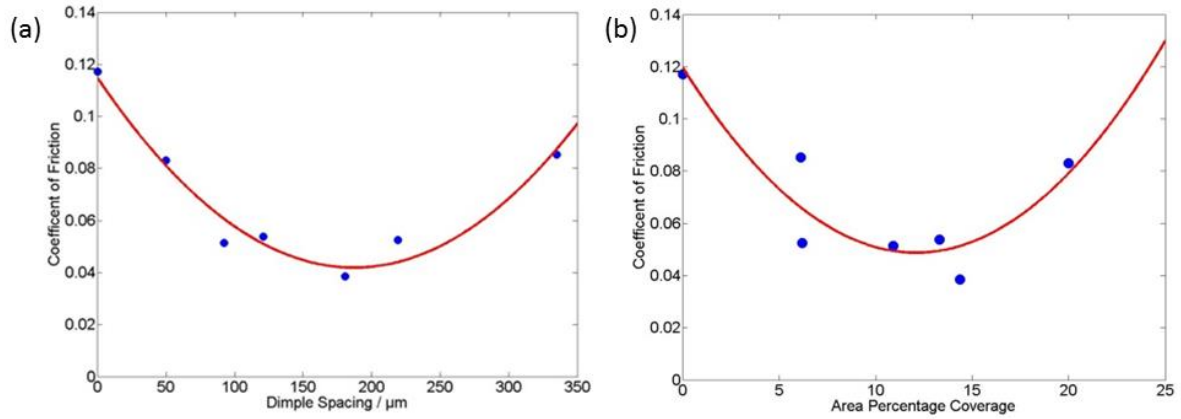 (a)
0.14
0.12
0.1
0.08
0.06
0.04
0.02
0
Coefficent of Friction
0 50 100 150 200 250 300 350
Dimple Spacing / µm
(b)
0.14
0.12
0.1
0.08
0.06
0.04
0.02
0
Coefficent of Friction
0 5 10 15 20 25
Area Percentage Coverage